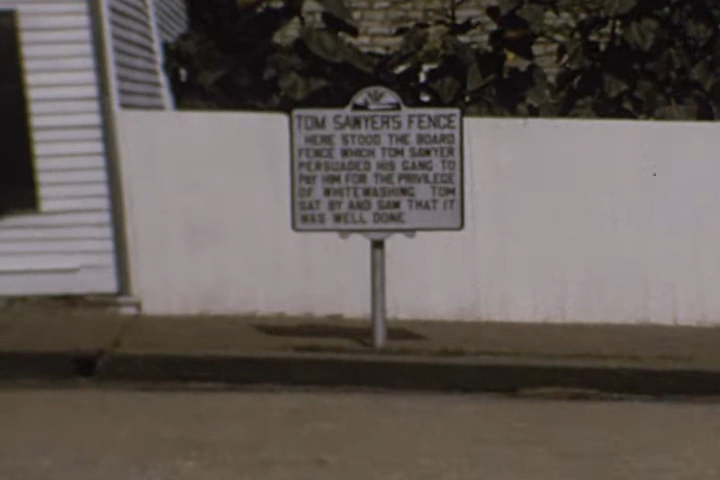 TOM SAWYER'S FENCE
HERE STOOD THE BOARD
FENCE WHICH TOM SAWYER
PERSUADED HIS GANG TO
PAY HIM FOR THE PRIVILEGE
OF WHITEWASHING. TOM
SAT BY AND SAW THAT IT
WAS WELL DONE.